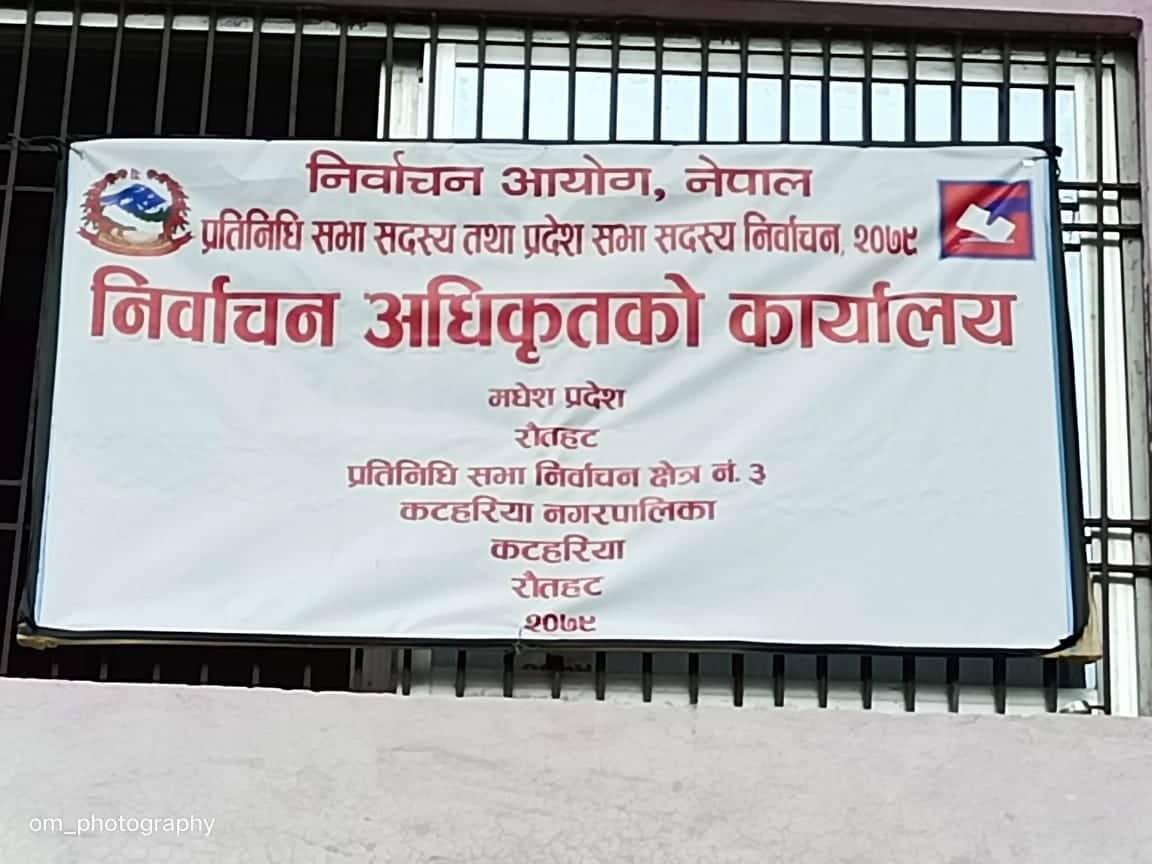 निर्वाचन आयोग, नेपाल
प्रतिनिधि सभा सदस्य तथा प्रदेश सभा सदस्य निर्वाचन, २०७९
निर्वाचन अधिकृतको कार्यालय
मधेश प्रदेश
रौतहट
प्रतिनिधि सभा निर्वाचन क्षेत्र नं. ३
कटहरिया नगरपालिका
कटहरिया
रौतहट
२०७९
om_photography